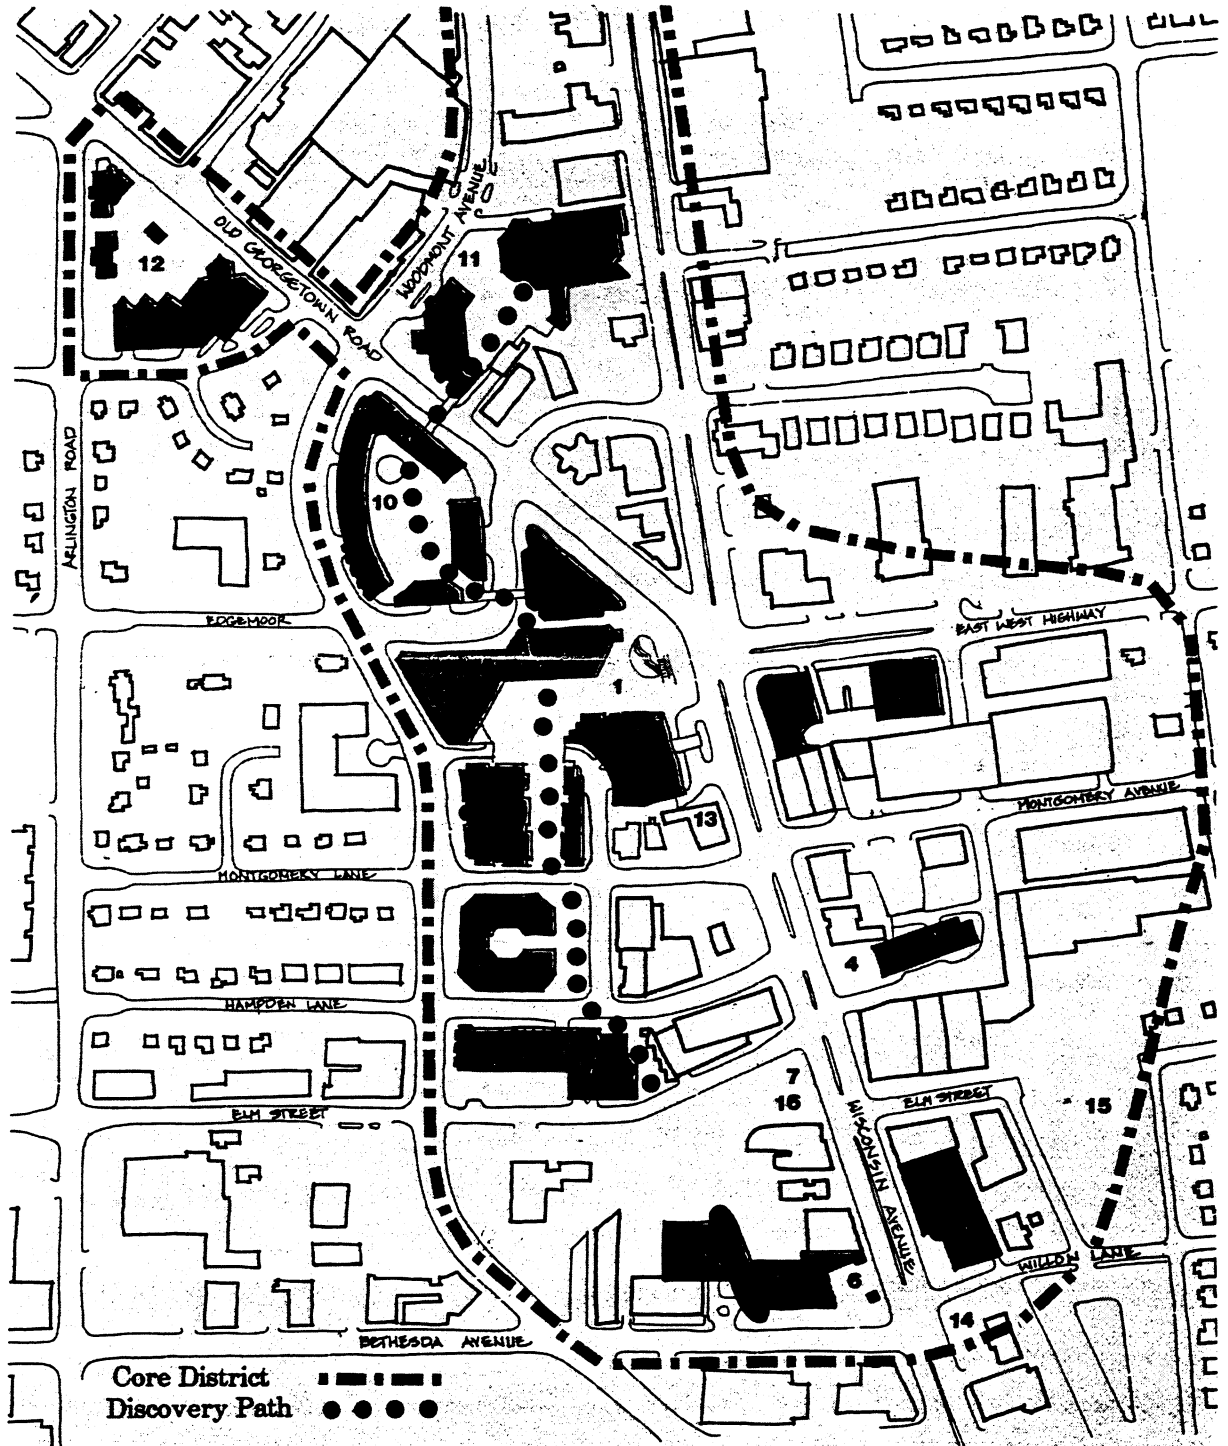 WOODMONT AVENUE
OLD GEORGETOWN ROAD
11
12
ARLINGTON ROAD
10
EDGEMOOR
EAST WEST HIGHWAY
1
MONTGOMERY AVENUE
13
MONTGOMERY LANE
4
HAMPDEN LANE
7
16
ELM STREET
ELM STREET
15
WISCONSIN AVENUE
WILLOW LANE
6
14
BETHESDA AVENUE
Core District
Discovery Path